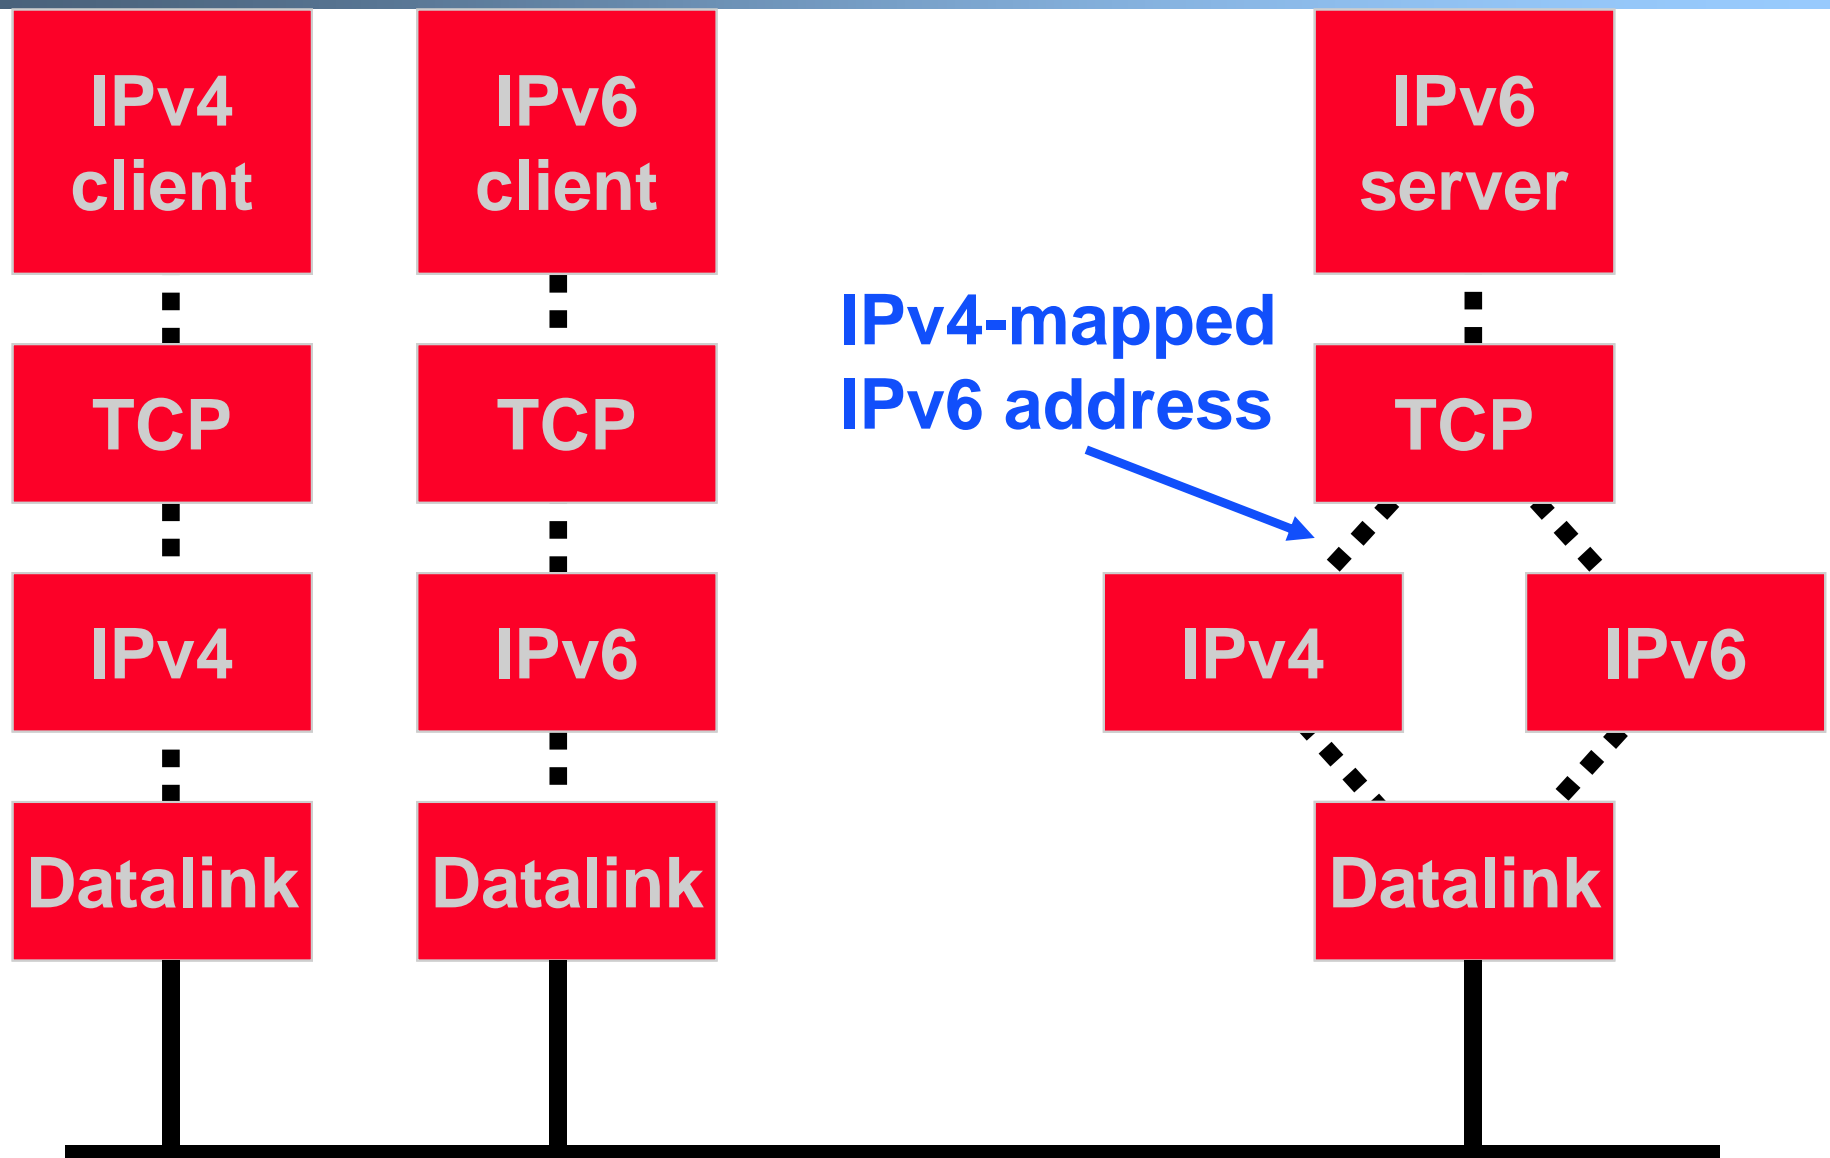 IPv4
client
IPv6
client
IPv6
server
IPv4-mapped
IPv6 address
TCP
TCP
TCP
IPv4
IPv6
IPv4
IPv6
Datalink
Datalink
Datalink